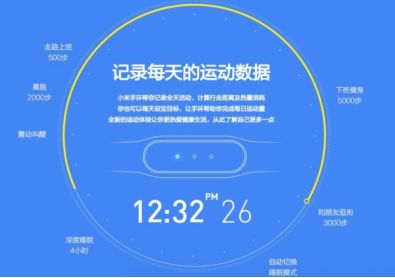 走路上班
500步
晨跑
2000步
震动叫醒
深度睡眠
4小时
记录每天的运动数据
小米手环帮你记录全天活动，计算行走距离及热量消耗
你也可以每天设定目标，让手环帮助你完成每日运动量
全新的运动体验让你更热爱健康生活，从此了解自己更多一点
12:32 PM 26
下班健身
5000步
和朋友逛街
3000步
自动切换
睡眠模式